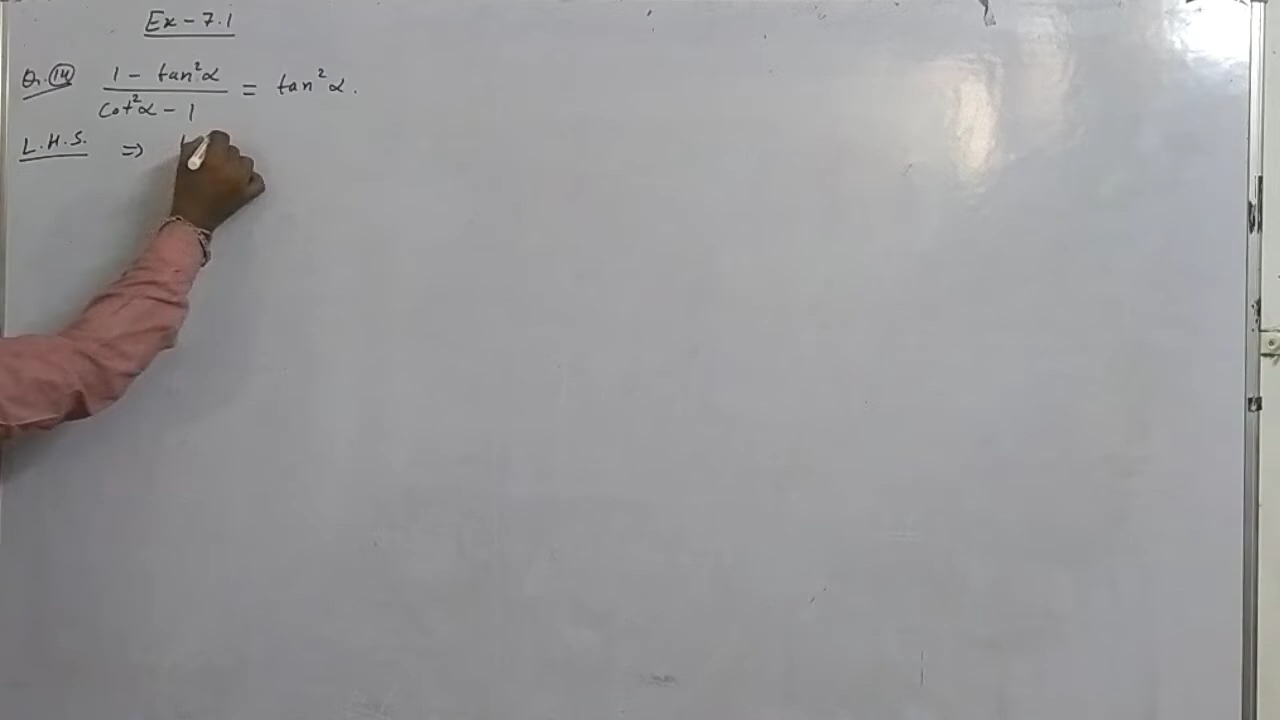 Ex - 7.1
Q. 14 (1 - tan²α) / (cot²α - 1) = tan²α.
L.H.S. ⇒